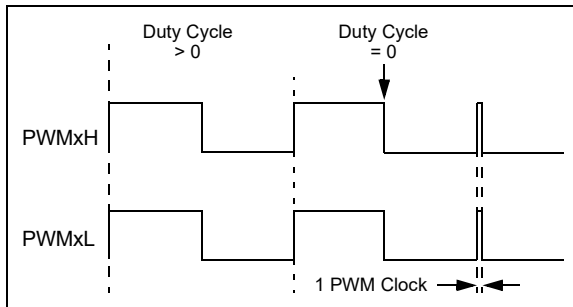 Duty Cycle
> 0
Duty Cycle
= 0
PWMxH
PWMxL
1 PWM Clock